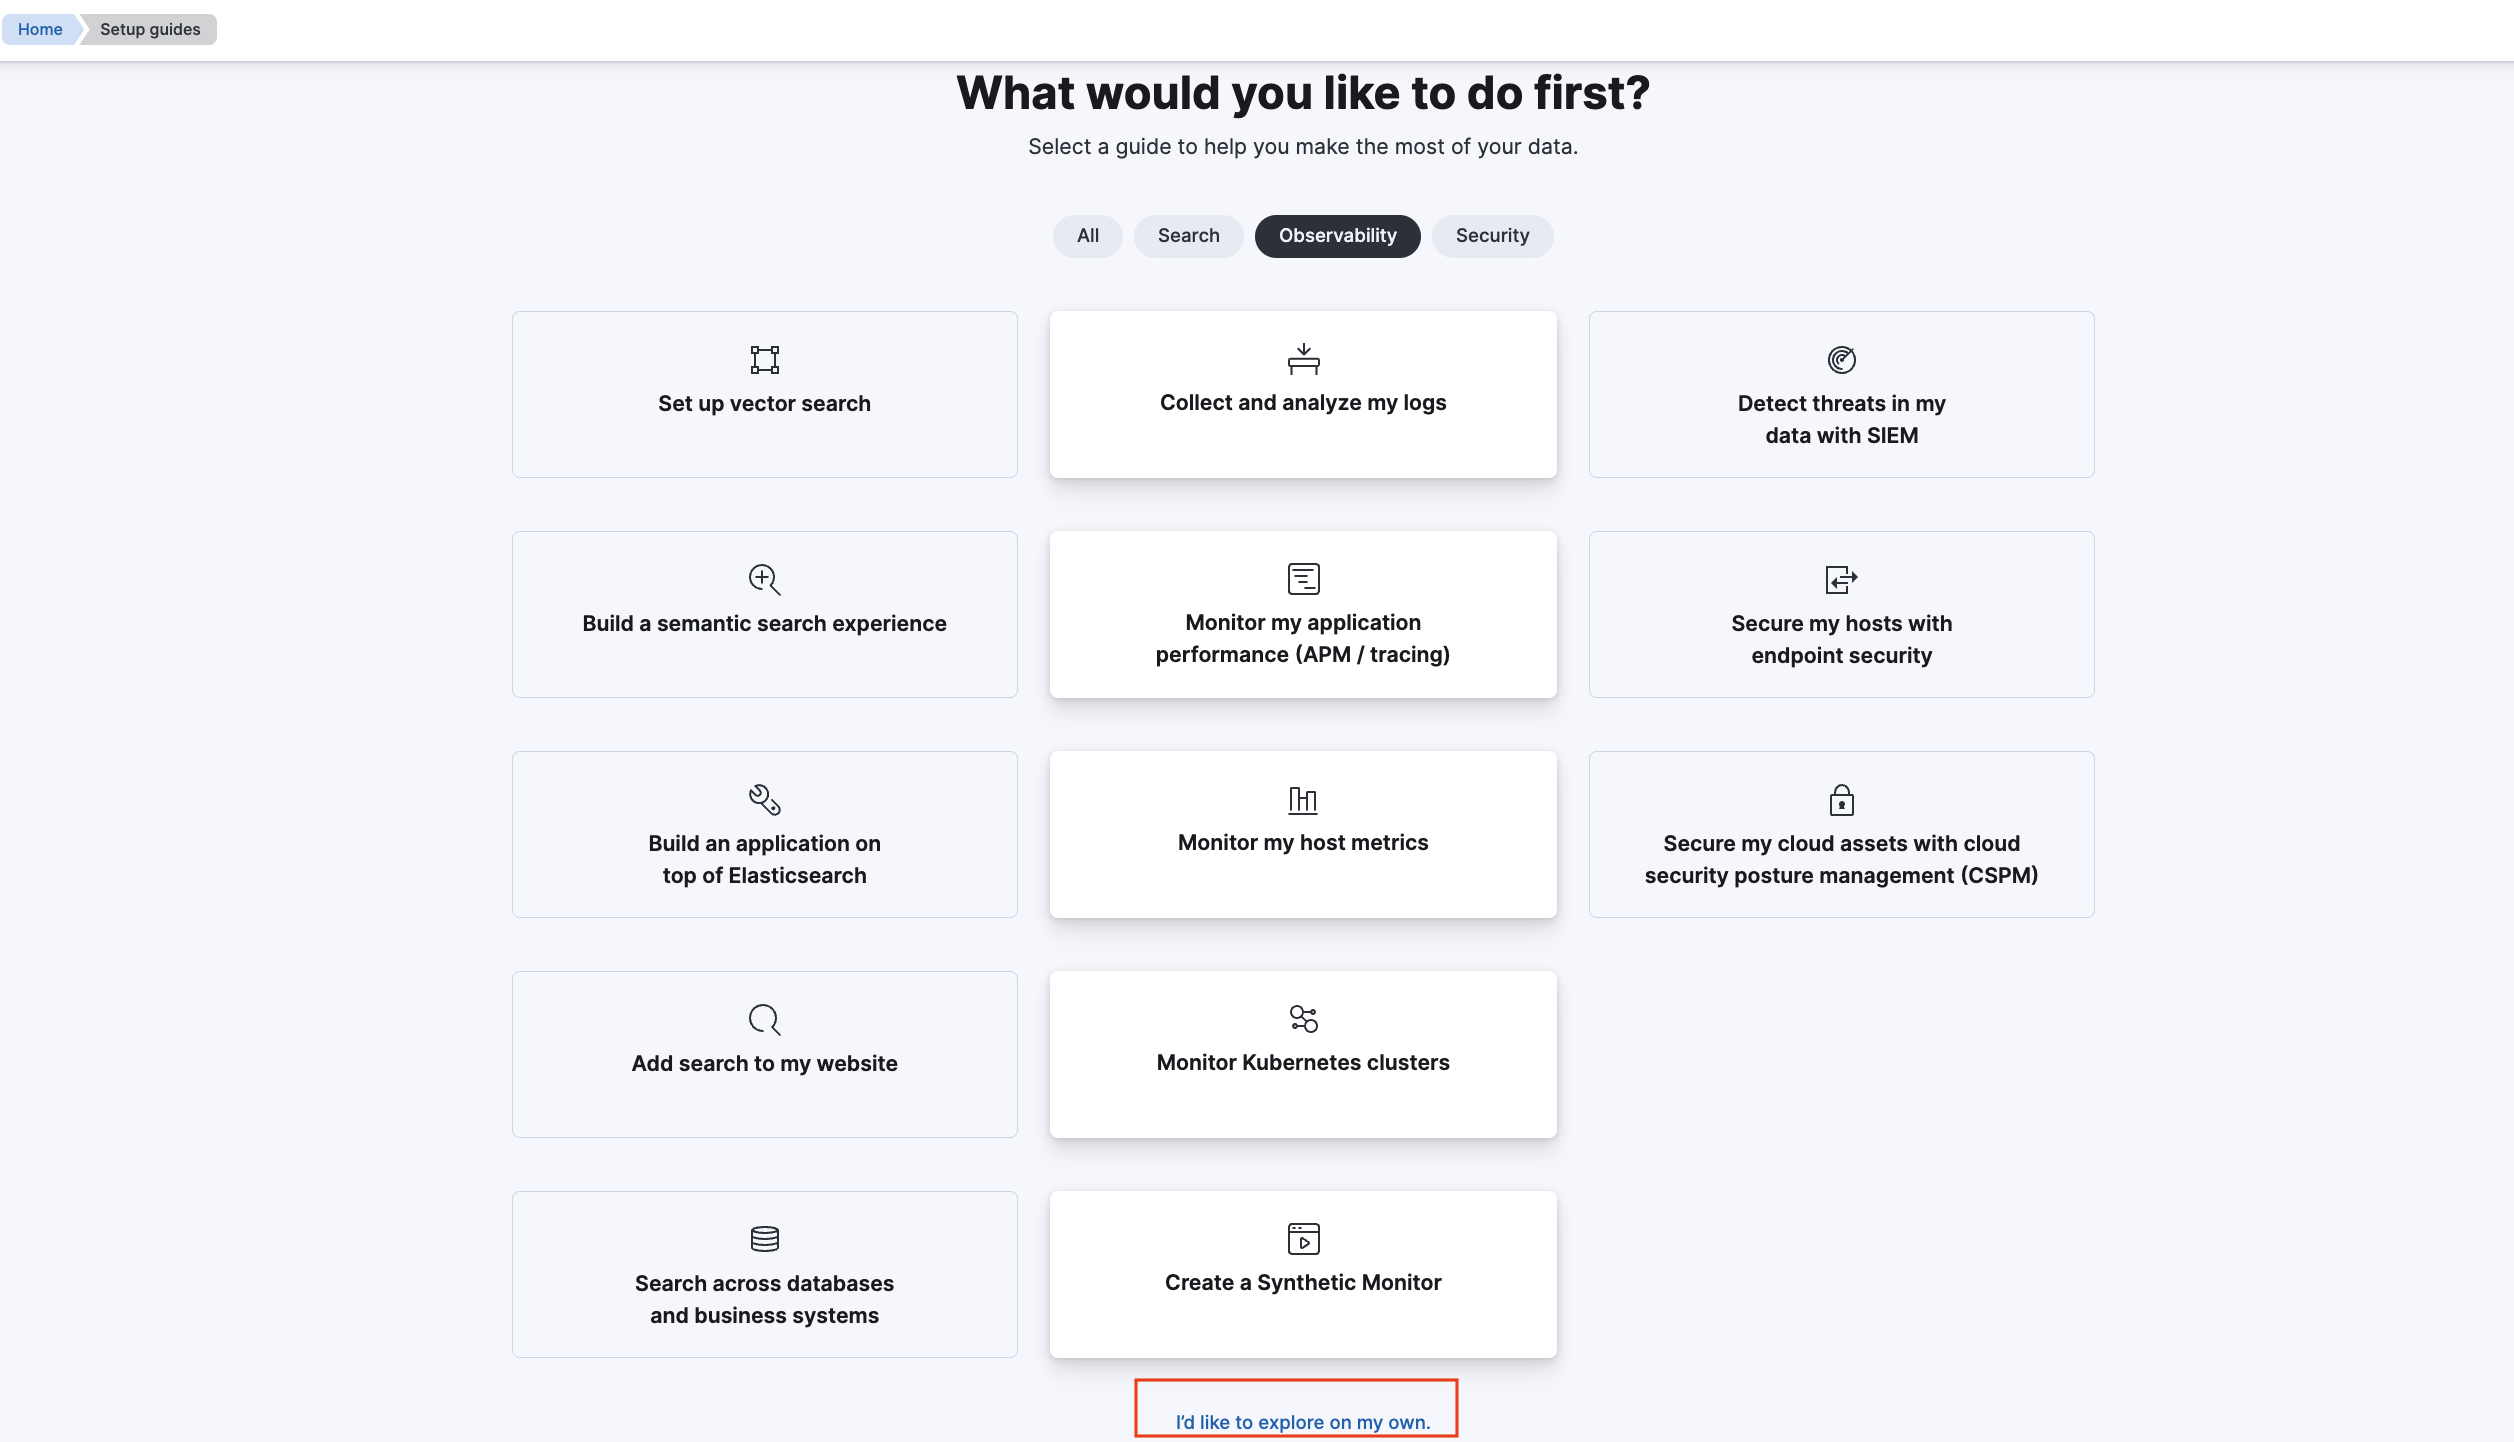 Home
Setup guides
What would you like to do first?
Select a guide to help you make the most of your data.
All
Search
Observability
Security
Set up vector search
Collect and analyze my logs
Detect threats in my
data with SIEM
Build a semantic search experience
Monitor my application
performance (APM / tracing)
Secure my hosts with
endpoint security
Build an application on
top of Elasticsearch
Monitor my host metrics
Secure my cloud assets with cloud
security posture management (CSPM)
Add search to my website
Monitor Kubernetes clusters
Search across databases
and business systems
Create a Synthetic Monitor
I’d like to explore on my own.